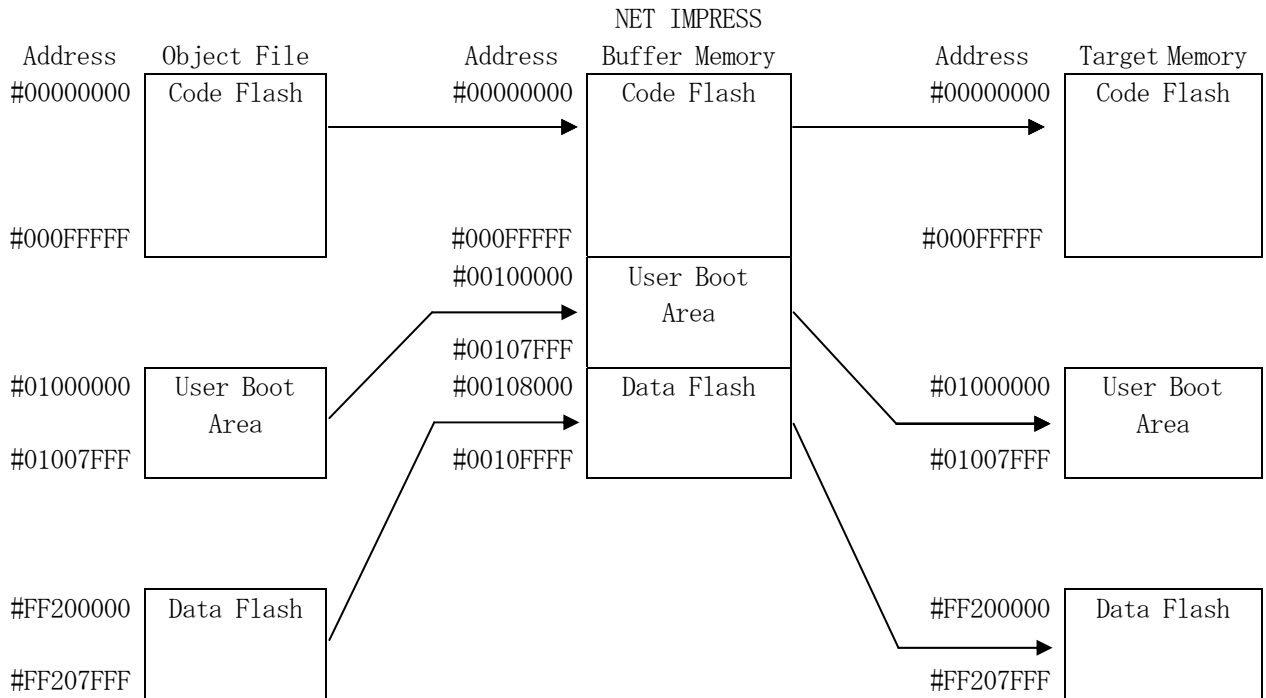 NET IMPRESS
Address Object File Address Buffer Memory Address Target Memory
#00000000 Code Flash #00000000 Code Flash #00000000 Code Flash
#000FFFFF #000FFFFF #000FFFFF
#00100000 User Boot
Area
#00107FFF
#01000000 User Boot #00108000 Data Flash #01000000 User Boot
Area Area
#01007FFF #0010FFFF #01007FFF
#FF200000 Data Flash #FF200000 Data Flash
#FF207FFF #FF207FFF